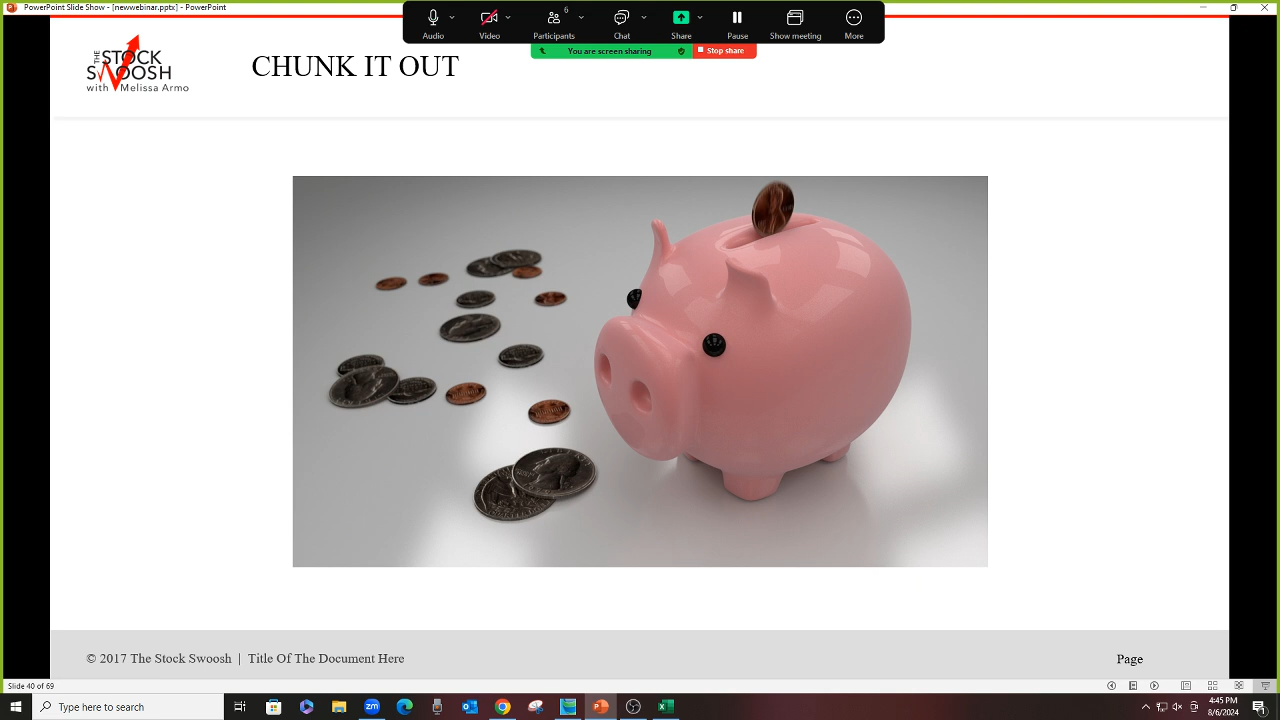 PowerPoint Slide Show - [newwebinar.pptx] - PowerPoint
6
Audio
Video
Participants
Chat
Share
Pause
Show meeting
More
You are screen sharing
Stop share
THE STOCK
SWOOSH
with Melissa Armo
CHUNK IT OUT
© 2017 The Stock Swoosh | Title Of The Document Here
Page
Slide 40 of 69
Type here to search
4:45 PM
8/6/2024